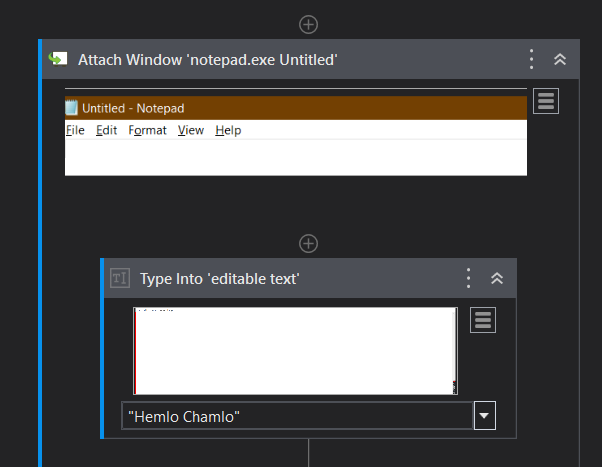 Attach Window 'notepad.exe Untitled'
Untitled - Notepad
File Edit Format View Help
Type Into 'editable text'
"Hemlo Chamlo"